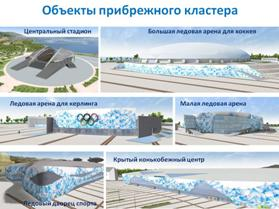 Объекты прибрежного кластера
Центральный стадион
Большая ледовая арена для хоккея
Ледовая арена для керлинга
Малая ледовая арена
Крытый конькобежный центр
Ледовый дворец спорта